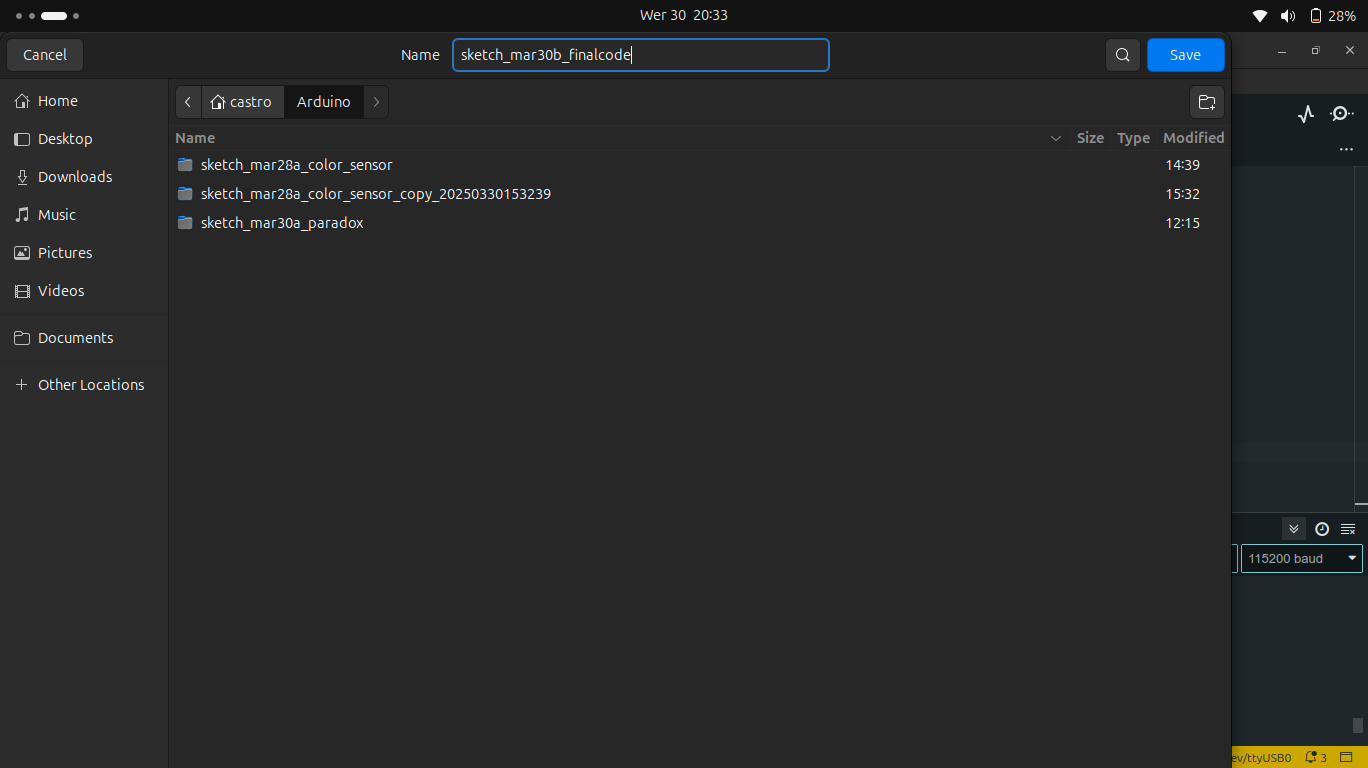 Wer 30 20:33
28%
Cancel
Name
sketch_mar30b_finalcode
Save
Home
Desktop
Downloads
Music
Pictures
Videos
Documents
Other Locations
castro
Arduino
Name Size Type Modified
sketch_mar28a_color_sensor 14:39
sketch_mar28a_color_sensor_copy_20250330153239 15:32
sketch_mar30a_paradox 12:15
115200 baud
ev/ttyUSB0 3